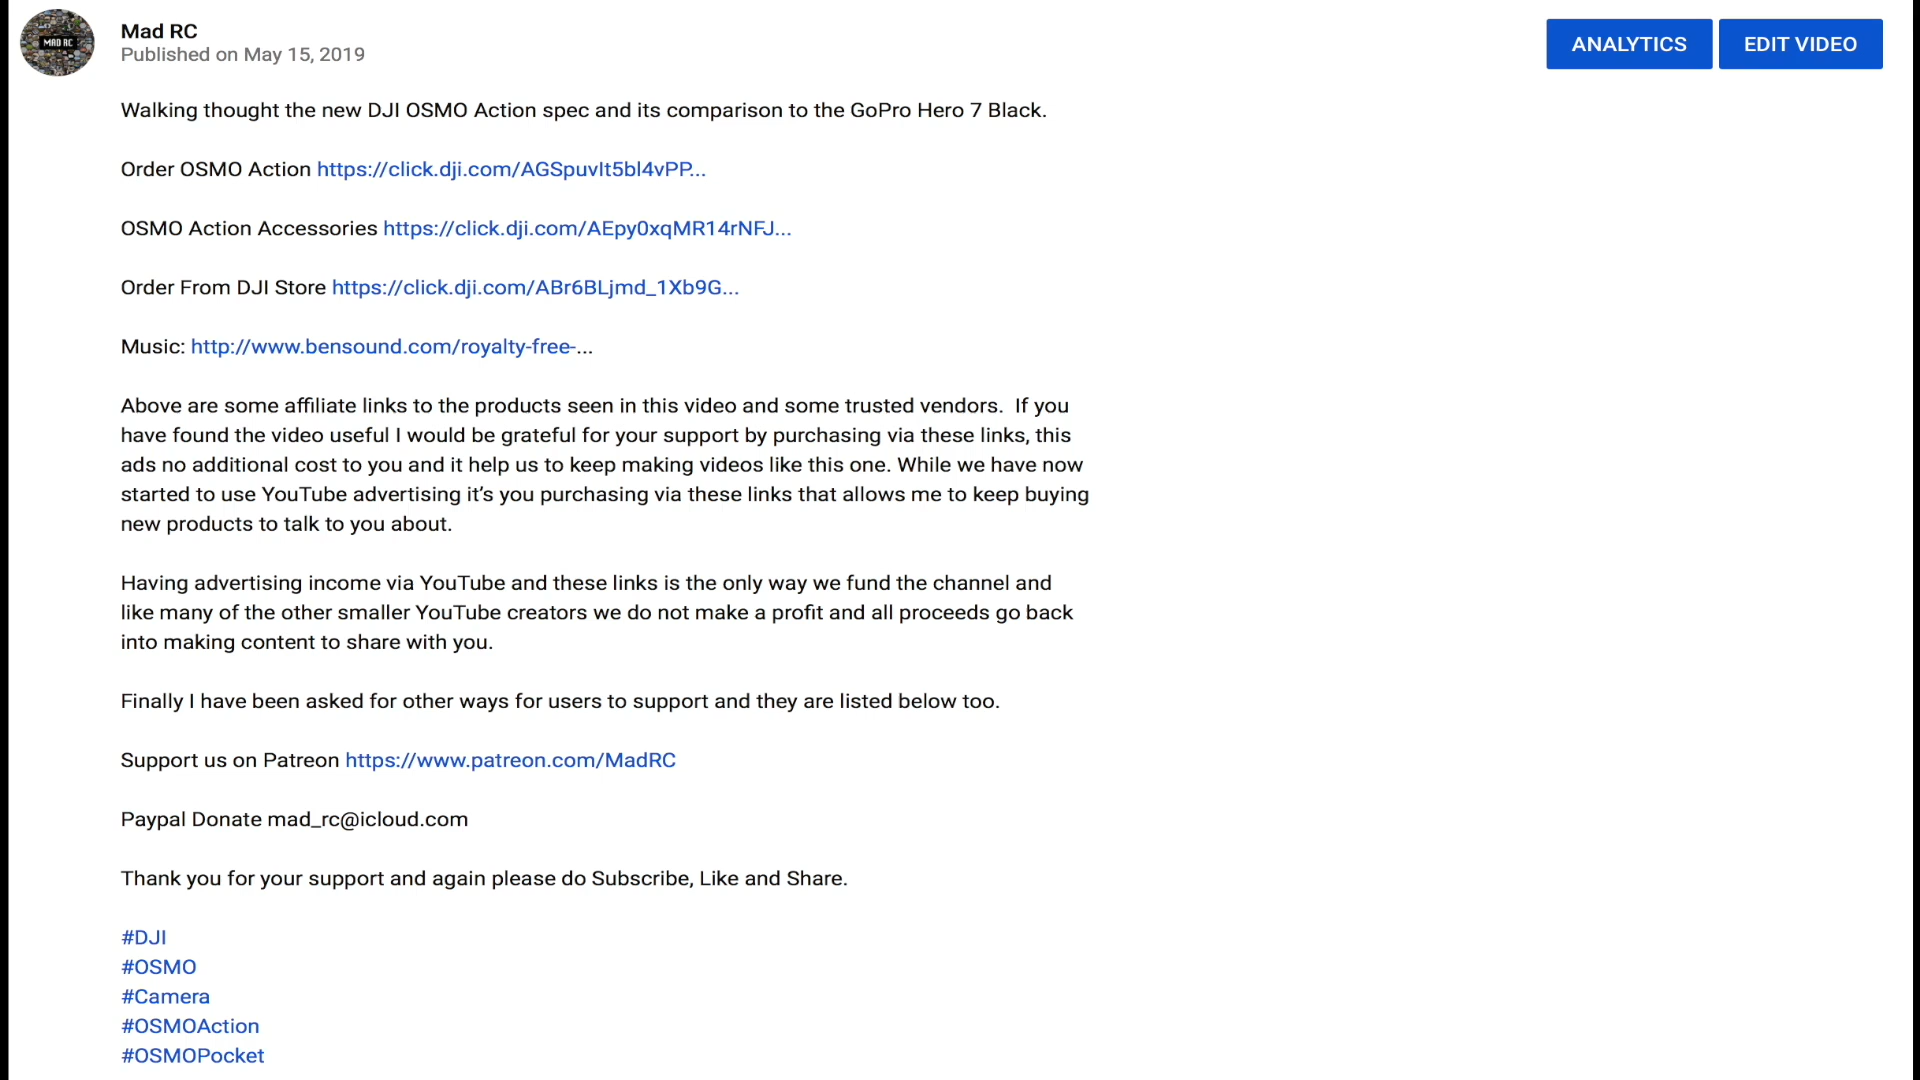 MAD RC
Mad RC
Published on May 15, 2019
ANALYTICS
EDIT VIDEO
Walking thought the new DJI OSMO Action spec and its comparison to the GoPro Hero 7 Black.
Order OSMO Action https://click.dji.com/AGSpuvIt5bl4vPP...
OSMO Action Accessories https://click.dji.com/AEpy0xqMR14rNFJ...
Order From DJI Store https://click.dji.com/ABr6BLjmd_1Xb9G...
Music: http://www.bensound.com/royalty-free-...
Above are some affiliate links to the products seen in this video and some trusted vendors.  If you
have found the video useful I would be grateful for your support by purchasing via these links, this
ads no additional cost to you and it help us to keep making videos like this one. While we have now
started to use YouTube advertising it’s you purchasing via these links that allows me to keep buying
new products to talk to you about.
Having advertising income via YouTube and these links is the only way we fund the channel and
like many of the other smaller YouTube creators we do not make a profit and all proceeds go back
into making content to share with you.
Finally I have been asked for other ways for users to support and they are listed below too.
Support us on Patreon https://www.patreon.com/MadRC
Paypal Donate mad_rc@icloud.com
Thank you for your support and again please do Subscribe, Like and Share.
#DJI
#OSMO
#Camera
#OSMOAction
#OSMOPocket